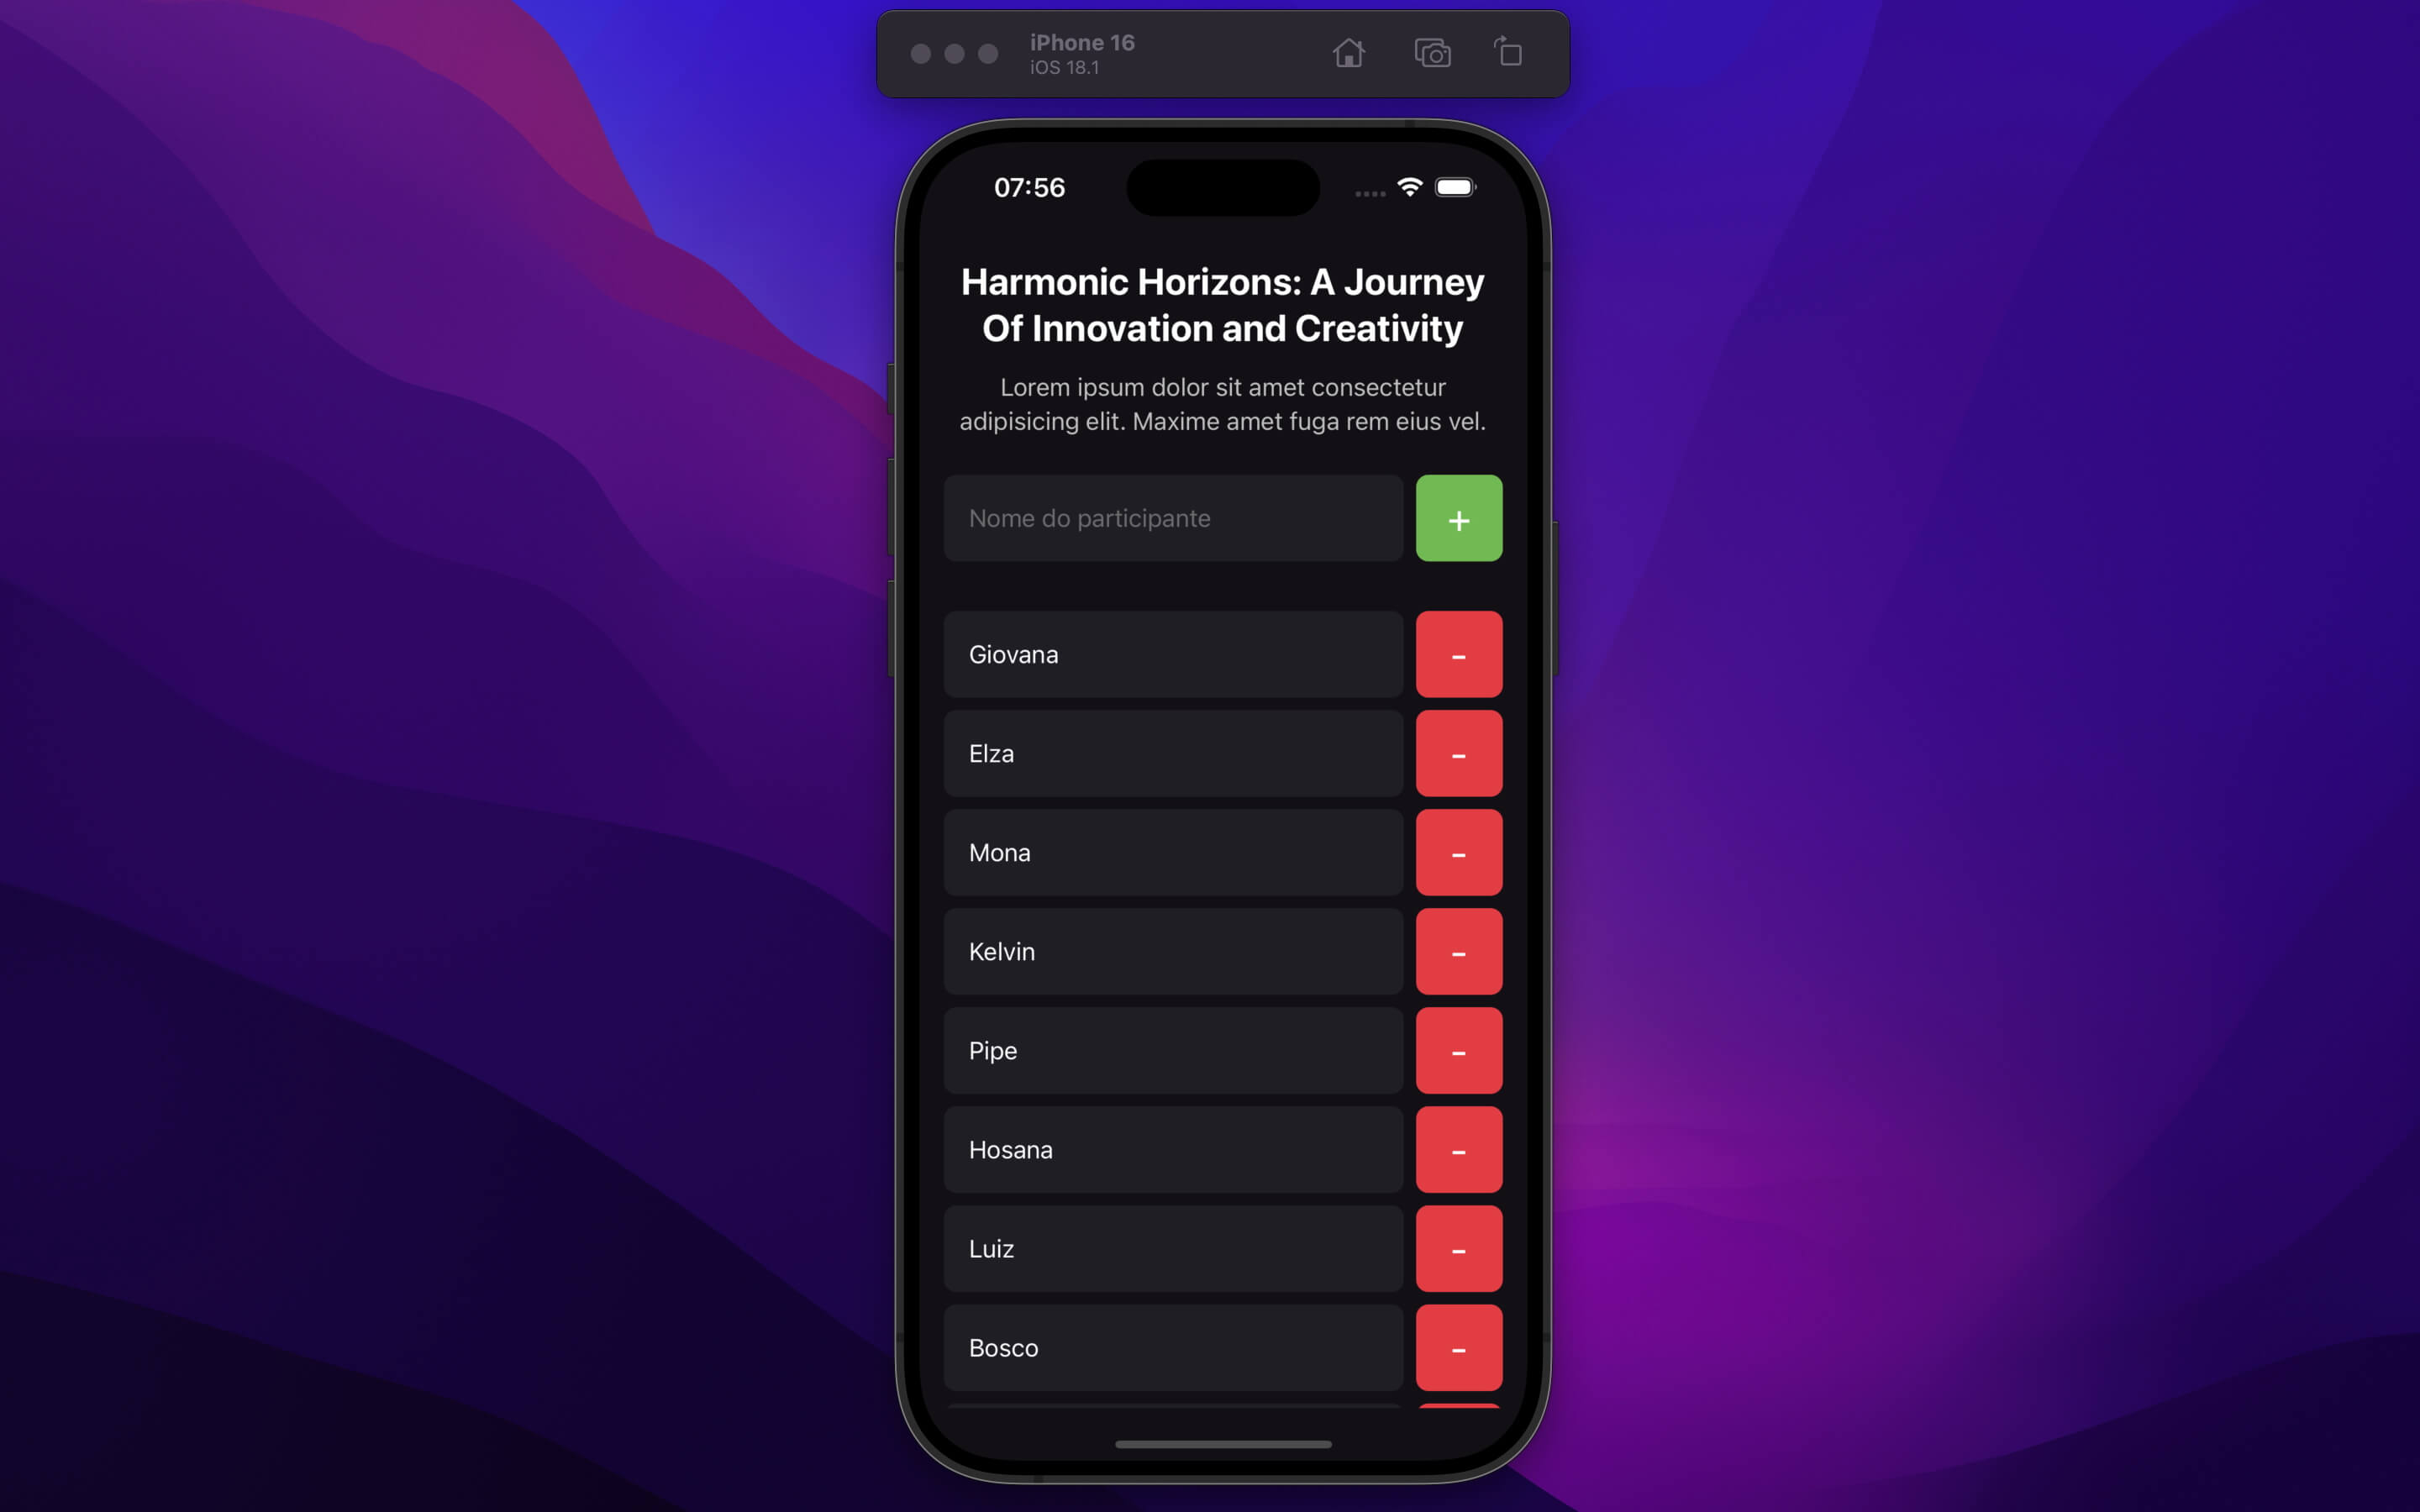 iPhone 16
iOS 18.1
07:56
Harmonic Horizons: A Journey
Of Innovation and Creativity
Lorem ipsum dolor sit amet consectetur
adipisicing elit. Maxime amet fuga rem eius vel.
Nome do participante +
Giovana -
Elza -
Mona -
Kelvin -
Pipe -
Hosana -
Luiz -
Bosco -